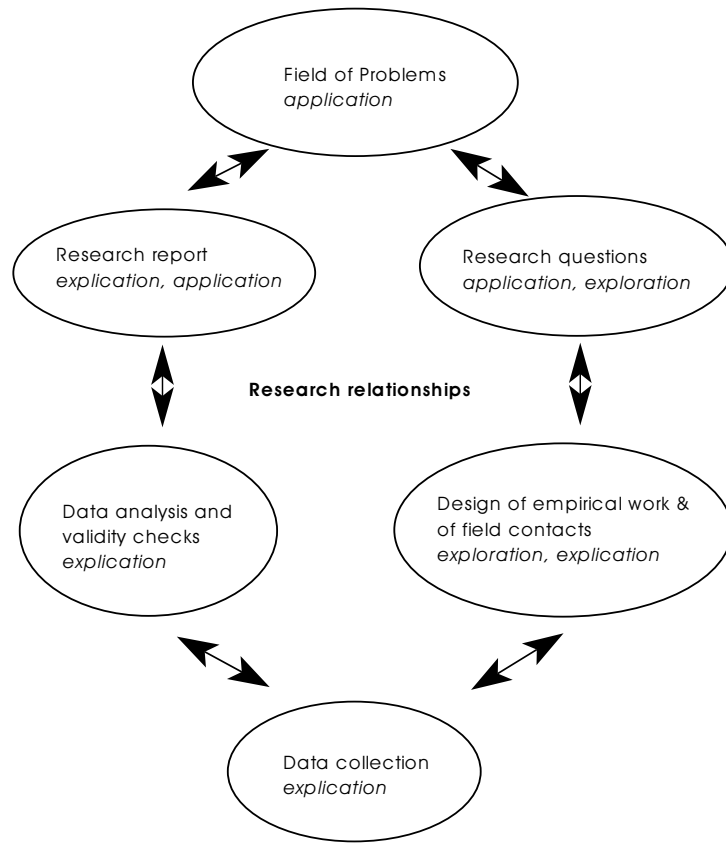 Field of Problems
application
Research report
explication, application
Research questions
application, exploration
Research relationships
Data analysis and
validity checks
explication
Design of empirical work &
of field contacts
exploration, explication
Data collection
explication